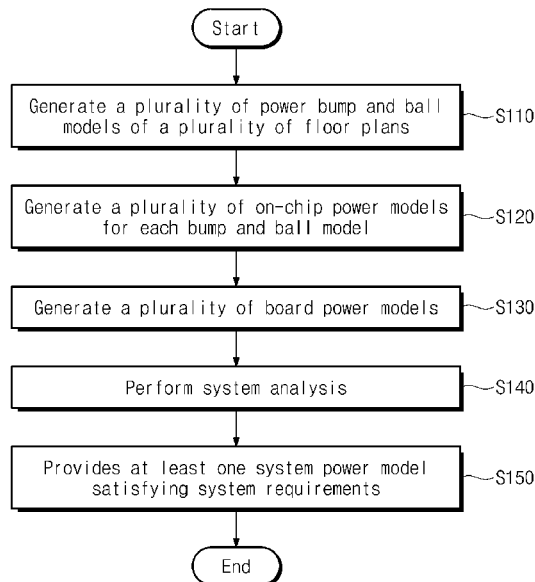 Start
Generate a plurality of power bump and ball
models of a plurality of floor plans
S110
Generate a plurality of on-chip power models
for each bump and ball model
S120
Generate a plurality of board power models
S130
Perform system analysis
S140
Provides at least one system power model
satisfying system requirements
S150
End